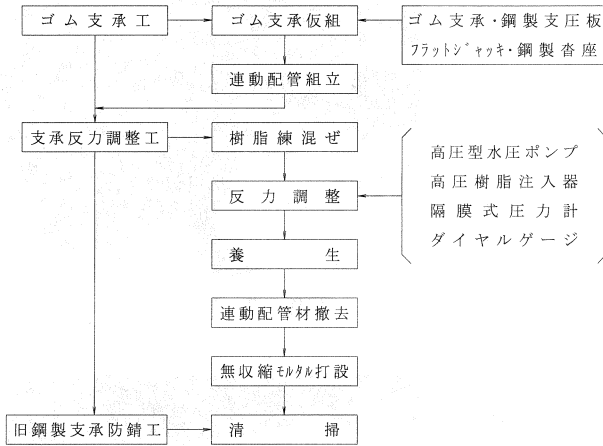 ゴム支承工
ゴム支承仮組
ゴム支承・鋼製支圧板
フラットジャッキ・鋼製沓座
連動配管組立
支承反力調整工
樹脂練混ぜ
高圧型水圧ポンプ
高圧樹脂注入器
隔膜式圧力計
ダイヤルゲージ
反力調整
養生
連動配管材撤去
無収縮モルタル打設
旧鋼製支承防錆工
清掃